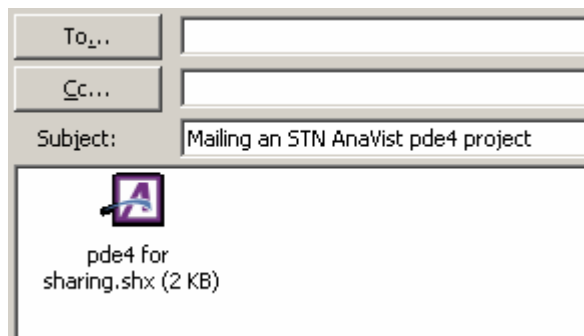 To...
Cc...
Subject: Mailing an STN AnaVist pde4 project
A
pde4 for
sharing.shx (2 KB)